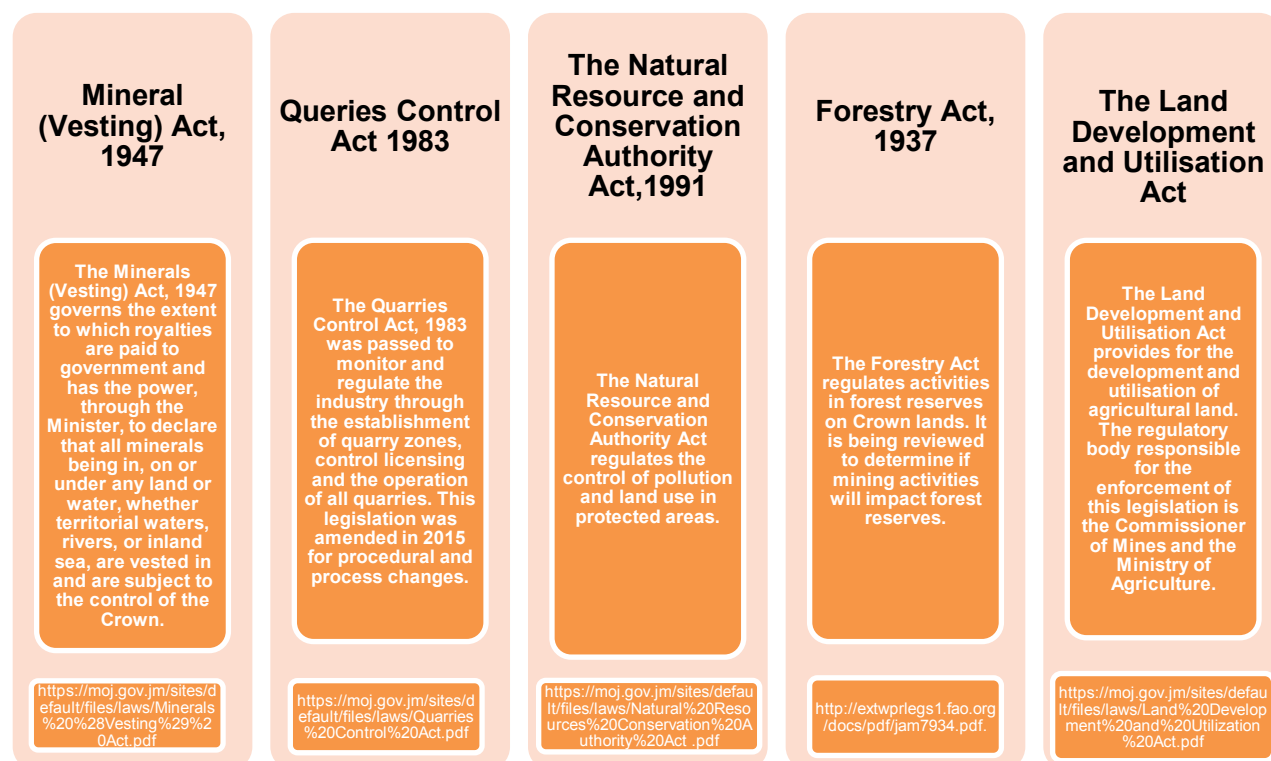 Mineral
(Vesting) Act,
1947
The Minerals
(Vesting) Act, 1947
governs the extent
to which royalties
are paid to
government and
has the power,
through the
Minister, to declare
that all minerals
being in, on or
under any land or
water, whether
territorial waters,
rivers, or inland
sea, are vested in
and are subject to
the control of the
Crown.
https://moj.gov.jm/sites/d
efault/files/laws/Minerals
%20%28Vesting%29%2
0Act.pdf
Queries Control
Act 1983
The Quarries
Control Act, 1983
was passed to
monitor and
regulate the
industry through
the establishment
of quarry zones,
control licensing
and the operation
of all quarries. This
legislation was
amended in 2015
for procedural and
process changes.
https://moj.gov.jm/sites/d
efault/files/laws/Quarries
%20Control%20Act.pdf
The Natural
Resource and
Conservation
Authority
Act,1991
The Natural
Resource and
Conservation
Authority Act
regulates the
control of pollution
and land use in
protected areas.
https://moj.gov.jm/sites/defau
lt/files/laws/Natural%20Reso
urces%20Conservation%20A
uthority%20Act .pdf
Forestry Act,
1937
The Forestry Act
regulates activities
in forest reserves
on Crown lands. It
is being reviewed
to determine if
mining activities
will impact forest
reserves.
http://extwprlegs1.fao.org
/docs/pdf/jam7934.pdf.
The Land
Development
and Utilisation
Act
The Land
Development and
Utilisation Act
provides for the
development and
utilisation of
agricultural land.
The regulatory
body responsible
for the
enforcement of
this legislation is
the Commissioner
of Mines and the
Ministry of
Agriculture.
https://moj.gov.jm/sites/defau
lt/files/laws/Land%20Develop
ment%20and%20Utilization
%20Act.pdf